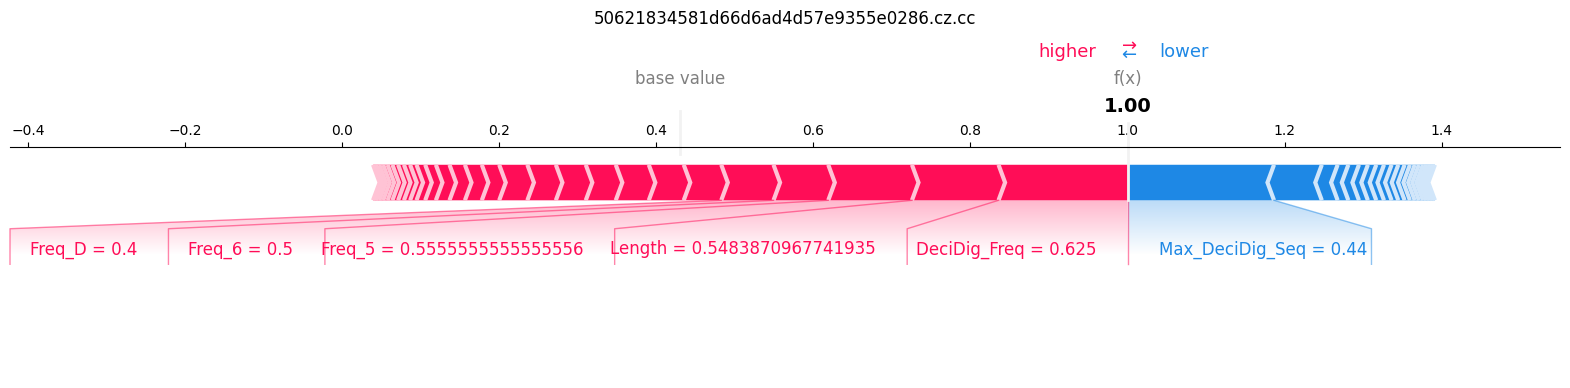 50621834581d66d6ad4d57e9355e0286.cz.cc
higher ⇄ lower
base value f(x)
1.00
−0.4 −0.2 0.0 0.2 0.4 0.6 0.8 1.0 1.2 1.4
Freq_D = 0.4 Freq_6 = 0.5 Freq_5 = 0.5555555555555556 Length = 0.5483870967741935 DeciDig_Freq = 0.625 Max_DeciDig_Seq = 0.44